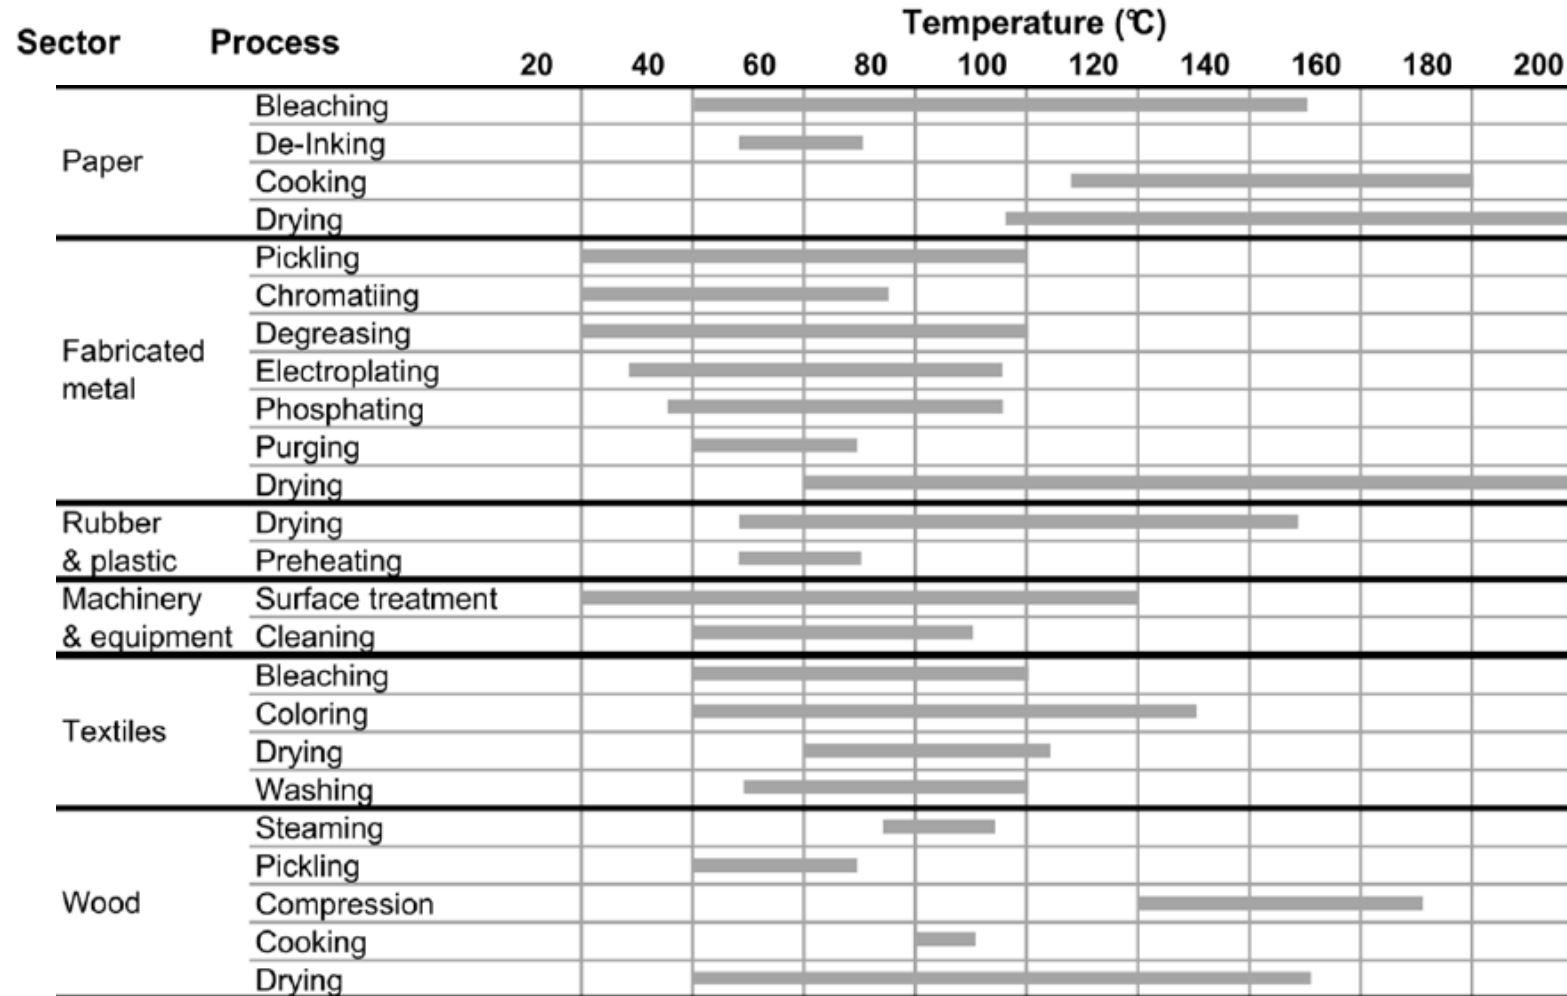 Temperature (℃)
Sector Process
20 40 60 80 100 120 140 160 180 200
Paper
Bleaching
De-Inking
Cooking
Drying
Fabricated
metal
Pickling
Chromatiing
Degreasing
Electroplating
Phosphating
Purging
Drying
Rubber
& plastic
Drying
Preheating
Machinery
& equipment
Surface treatment
Cleaning
Textiles
Bleaching
Coloring
Drying
Washing
Wood
Steaming
Pickling
Compression
Cooking
Drying